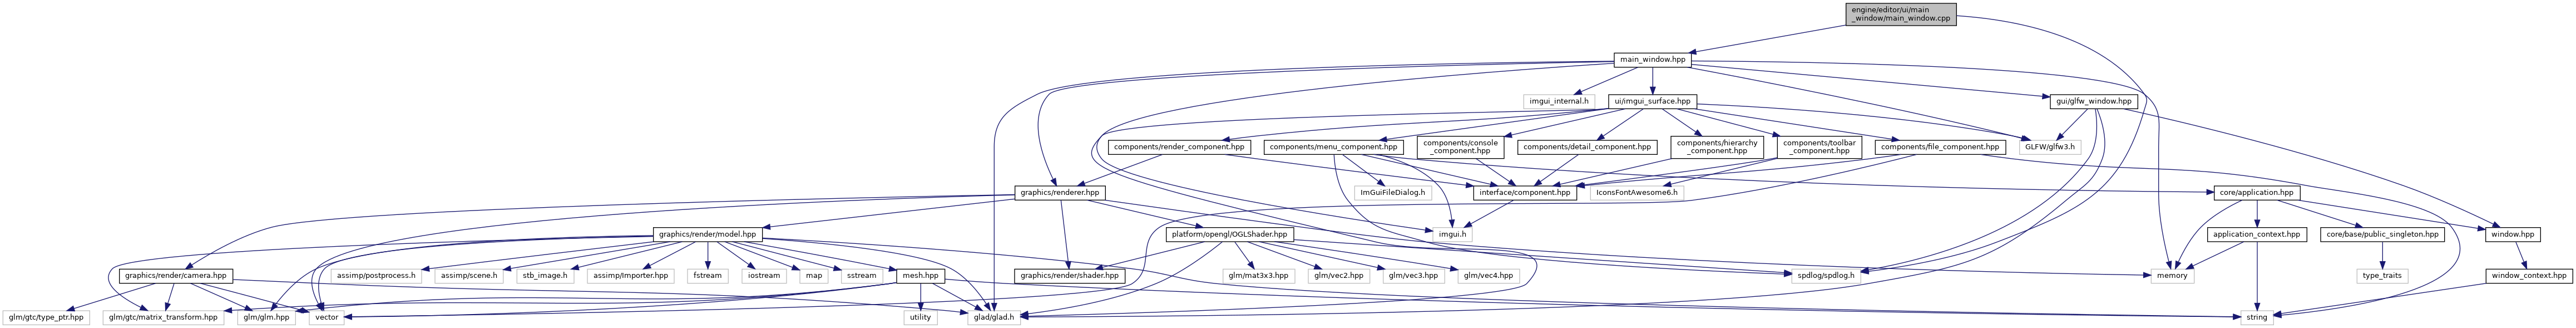 engine/editor/ui/main
_window/main_window.cpp
main_window.hpp
imgui_internal.h
ui/imgui_surface.hpp
gui/glfw_window.hpp
components/render_component.hpp
components/menu_component.hpp
components/console
_component.hpp
components/detail_component.hpp
components/hierarchy
_component.hpp
components/toolbar
_component.hpp
components/file_component.hpp
GLFW/glfw3.h
graphics/renderer.hpp
ImGuiFileDialog.h
interface/component.hpp
IconsFontAwesome6.h
core/application.hpp
graphics/render/model.hpp
platform/opengl/OGLShader.hpp
imgui.h
application_context.hpp
core/base/public_singleton.hpp
window.hpp
graphics/render/camera.hpp
assimp/postprocess.h
assimp/scene.h
stb_image.h
assimp/Importer.hpp
fstream
iostream
map
sstream
mesh.hpp
graphics/render/shader.hpp
glm/mat3x3.hpp
glm/vec2.hpp
glm/vec3.hpp
glm/vec4.hpp
spdlog/spdlog.h
memory
type_traits
window_context.hpp
glm/gtc/type_ptr.hpp
glm/gtc/matrix_transform.hpp
glm/glm.hpp
vector
utility
glad/glad.h
string